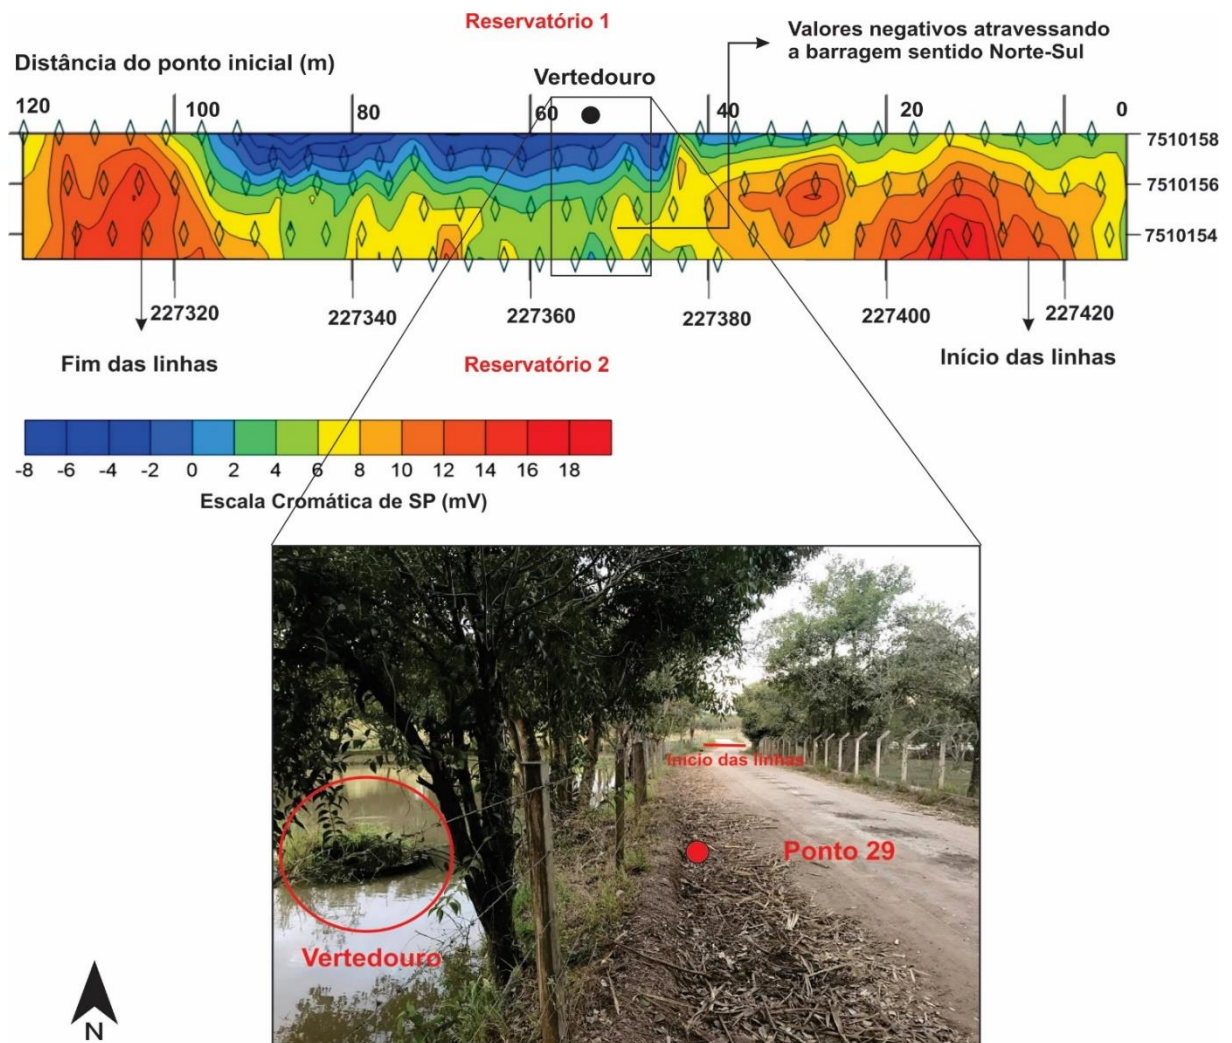 Reservatório 1
Valores negativos atravessando
a barragem sentido Norte-Sul
Distância do ponto inicial (m)
Vertedouro
120 100 80 60 40 20 0
7510158
7510156
7510154
227320 227340 227360 227380 227400 227420
Fim das linhas
Reservatório 2
Início das linhas
-8 -6 -4 -2 0 2 4 6 8 10 12 14 16 18
Escala Cromática de SP (mV)
Início das linhas
Ponto 29
Vertedouro
N